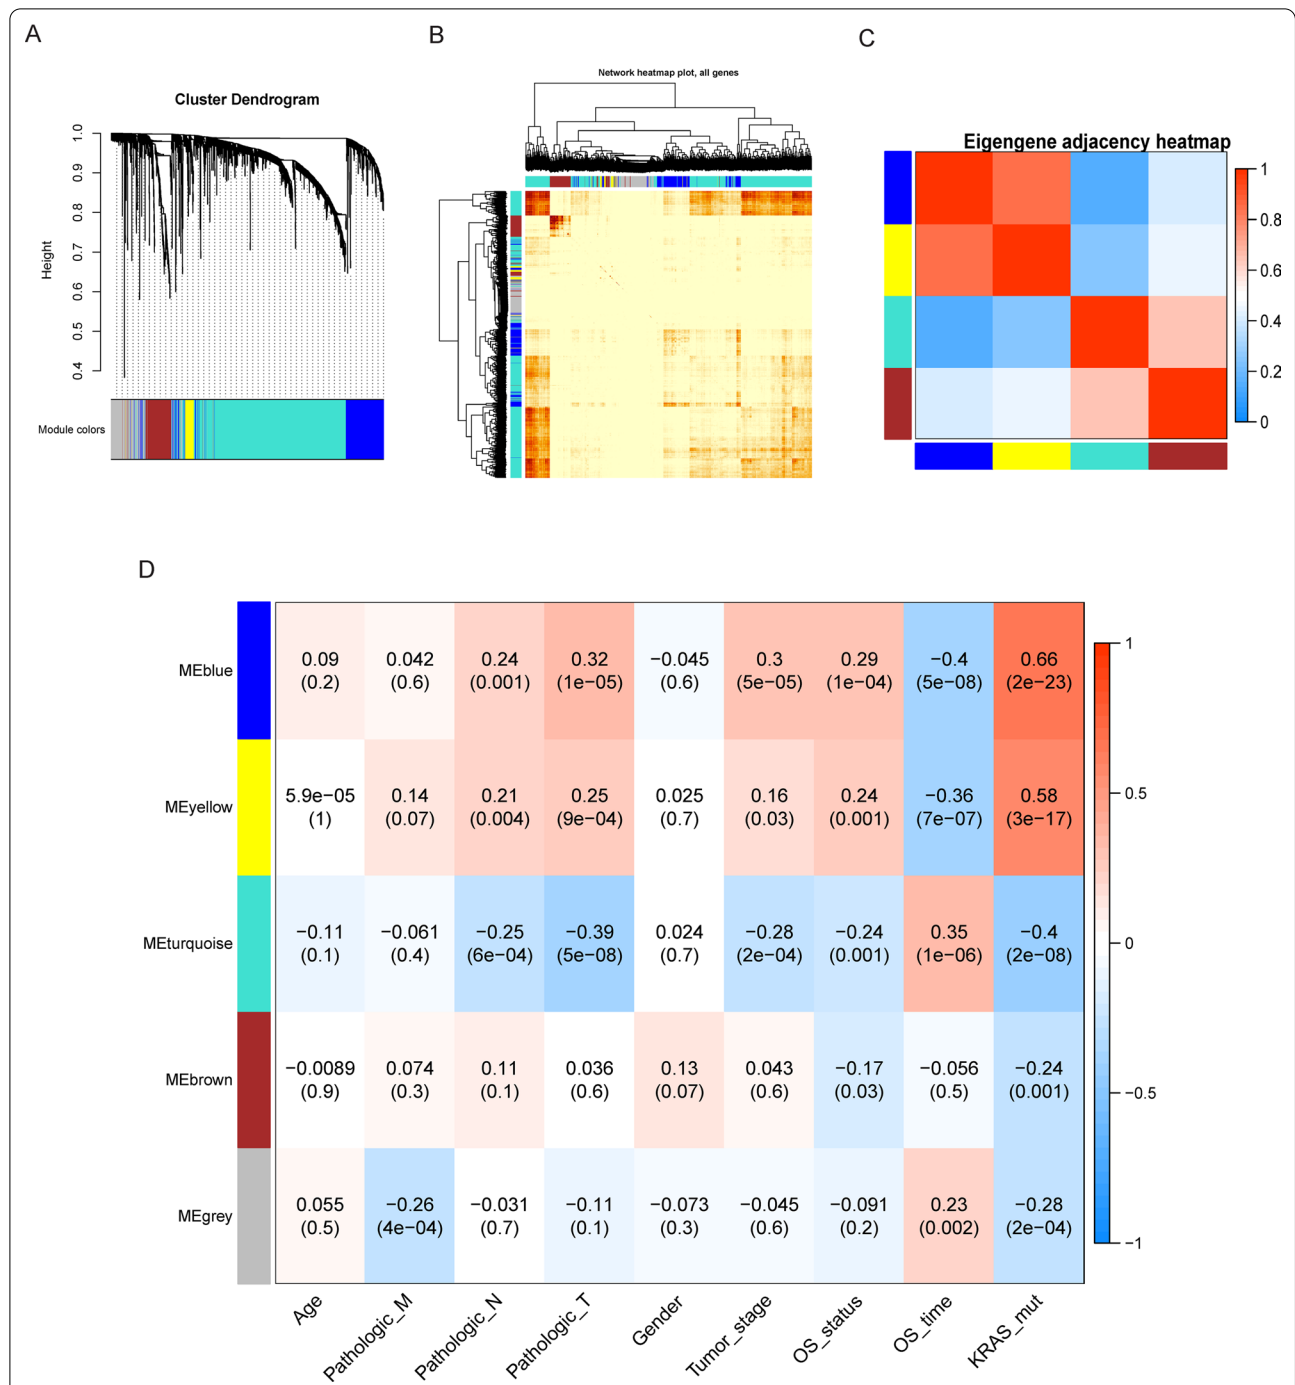 A
B
C
Cluster Dendrogram
Height
1.0
0.9
0.8
0.7
0.6
0.5
0.4
Module colors
Network heatmap plot, all genes
Eigengene adjacency heatmap
1
0.8
0.6
0.4
0.2
0
D
MEblue
0.09 0.042 0.24 0.32 −0.045 0.3 0.29 −0.4 0.66
(0.2) (0.6) (0.001) (1e−05) (0.6) (5e−05) (1e−04) (5e−08) (2e−23)
MEyellow
5.9e−05 0.14 0.21 0.25 0.025 0.16 0.24 −0.36 0.58
(1) (0.07) (0.004) (9e−04) (0.7) (0.03) (0.001) (7e−07) (3e−17)
MEturquoise
−0.11 −0.061 −0.25 −0.39 0.024 −0.28 −0.24 0.35 −0.4
(0.1) (0.4) (6e−04) (5e−08) (0.7) (2e−04) (0.001) (1e−06) (2e−08)
MEbrown
−0.0089 0.074 0.11 0.036 0.13 0.043 −0.17 −0.056 −0.24
(0.9) (0.3) (0.1) (0.6) (0.07) (0.6) (0.03) (0.5) (0.001)
MEgrey
0.055 −0.26 −0.031 −0.11 −0.073 −0.045 −0.091 0.23 −0.28
(0.5) (4e−04) (0.7) (0.1) (0.3) (0.6) (0.2) (0.002) (2e−04)
Age
Pathologic_M
Pathologic_N
Pathologic_T
Gender
Tumor_stage
OS_status
OS_time
KRAS_mut
1
0.5
0
−0.5
−1